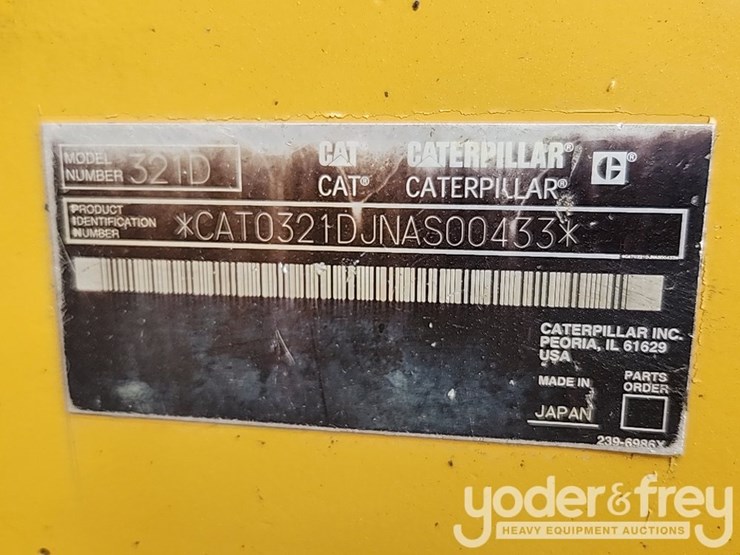 MODEL NUMBER 321D
CAT CATERPILLAR® C
CAT® CATERPILLAR®
PRODUCT
IDENTIFICATION
NUMBER *CAT0321DJNAS00433*
CATERPILLAR INC.
PEORIA, IL 61629
USA
MADE IN
JAPAN
PARTS
ORDER
239-6986X
yoder&frey
HEAVY EQUIPMENT AUCTIONS